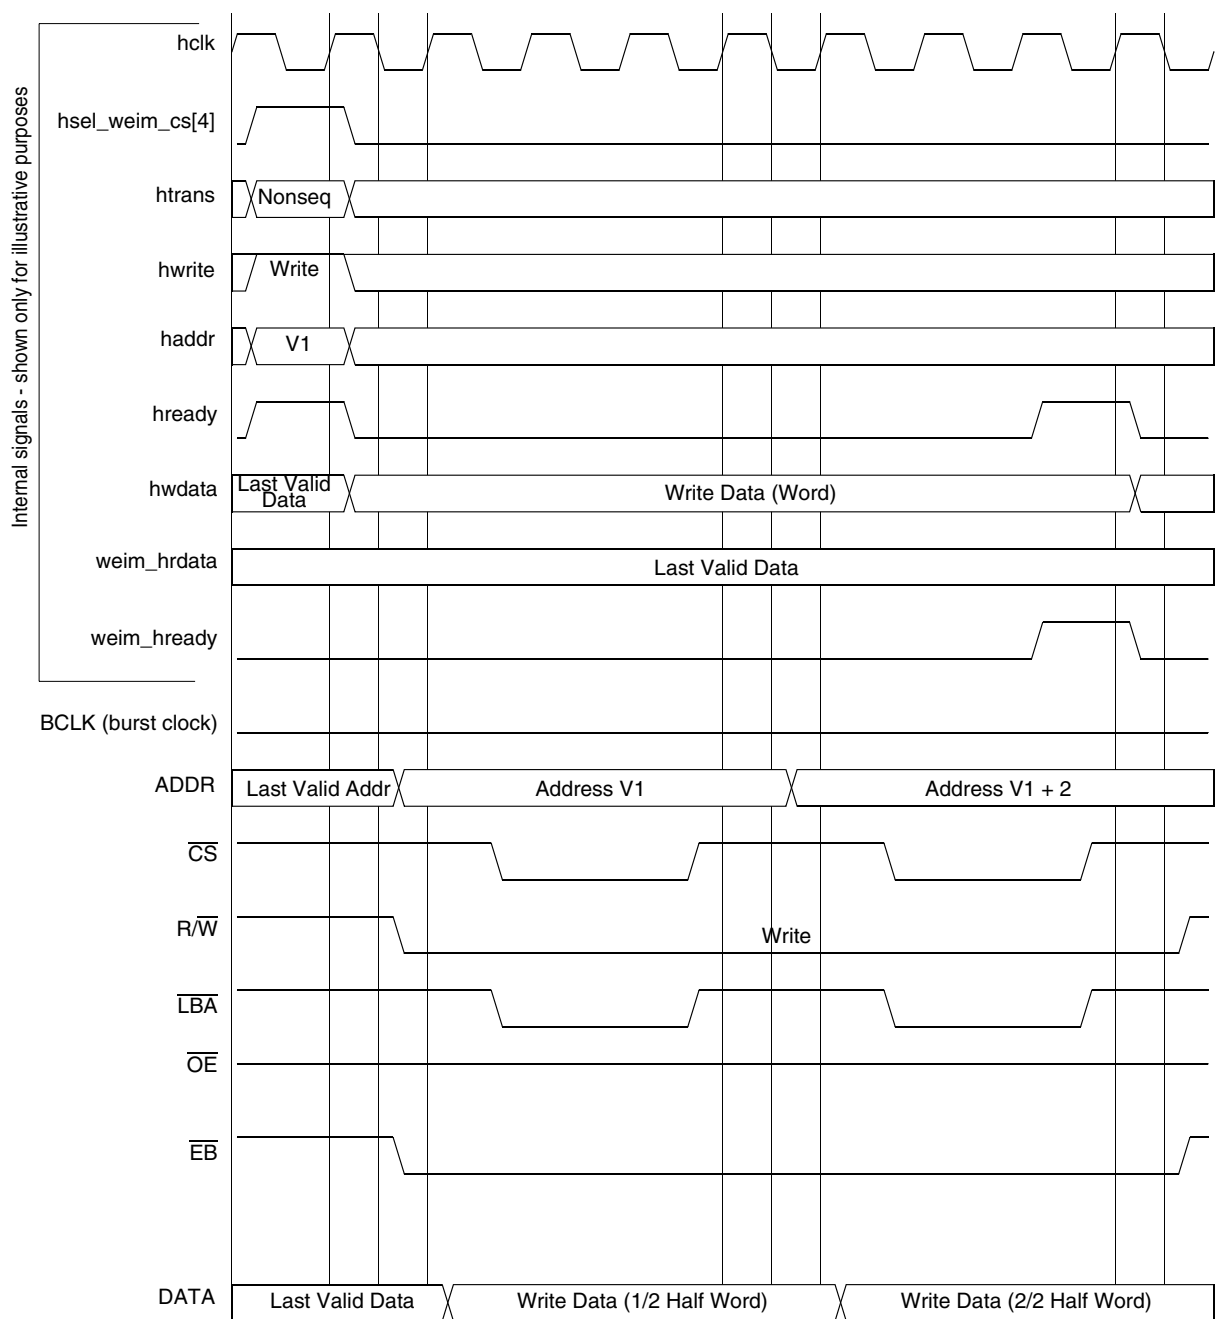 Internal signals - shown only for illustrative purposes
hclk
hsel_weim_cs[4]
htrans
Nonseq
hwrite
Write
haddr
V1
hready
hwdata
Last Valid
Data
Write Data (Word)
weim_hrdata
Last Valid Data
weim_hready
BCLK (burst clock)
ADDR
Last Valid Addr
Address V1
Address V1 + 2
CS
R/W
Write
LBA
OE
EB
DATA
Last Valid Data
Write Data (1/2 Half Word)
Write Data (2/2 Half Word)